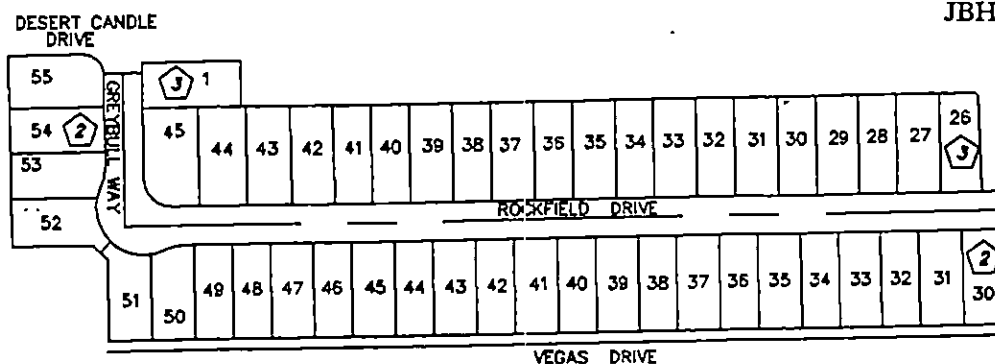 JBH
DESERT CANDLE
DRIVE
55
3 1
54 2
GREYBULL WAY
53
52
45 44 43 42 41 40 39 38 37 36 35 34 33 32 31 30 29 28 27 26
3
ROCKFIELD DRIVE
51 50 49 48 47 46 45 44 43 42 41 40 39 38 37 36 35 34 33 32 31 30
2
VEGAS DRIVE